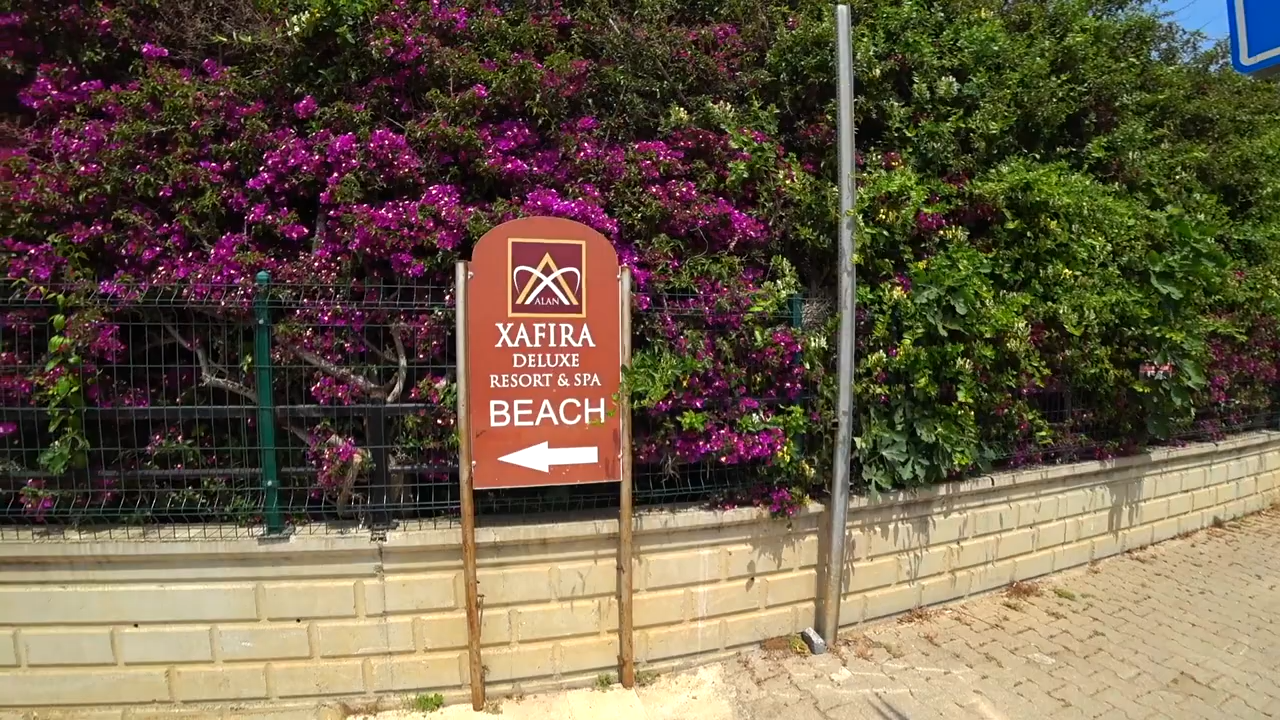 ALAN
XAFIRA
DELUXE
RESORT & SPA
BEACH